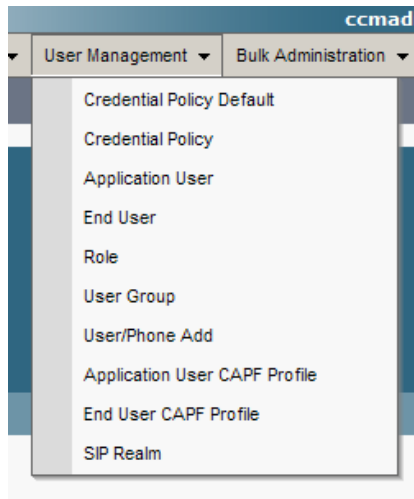 ccmad
User Management Bulk Administration
Credential Policy Default
Credential Policy
Application User
End User
Role
User Group
User/Phone Add
Application User CAPF Profile
End User CAPF Profile
SIP Realm